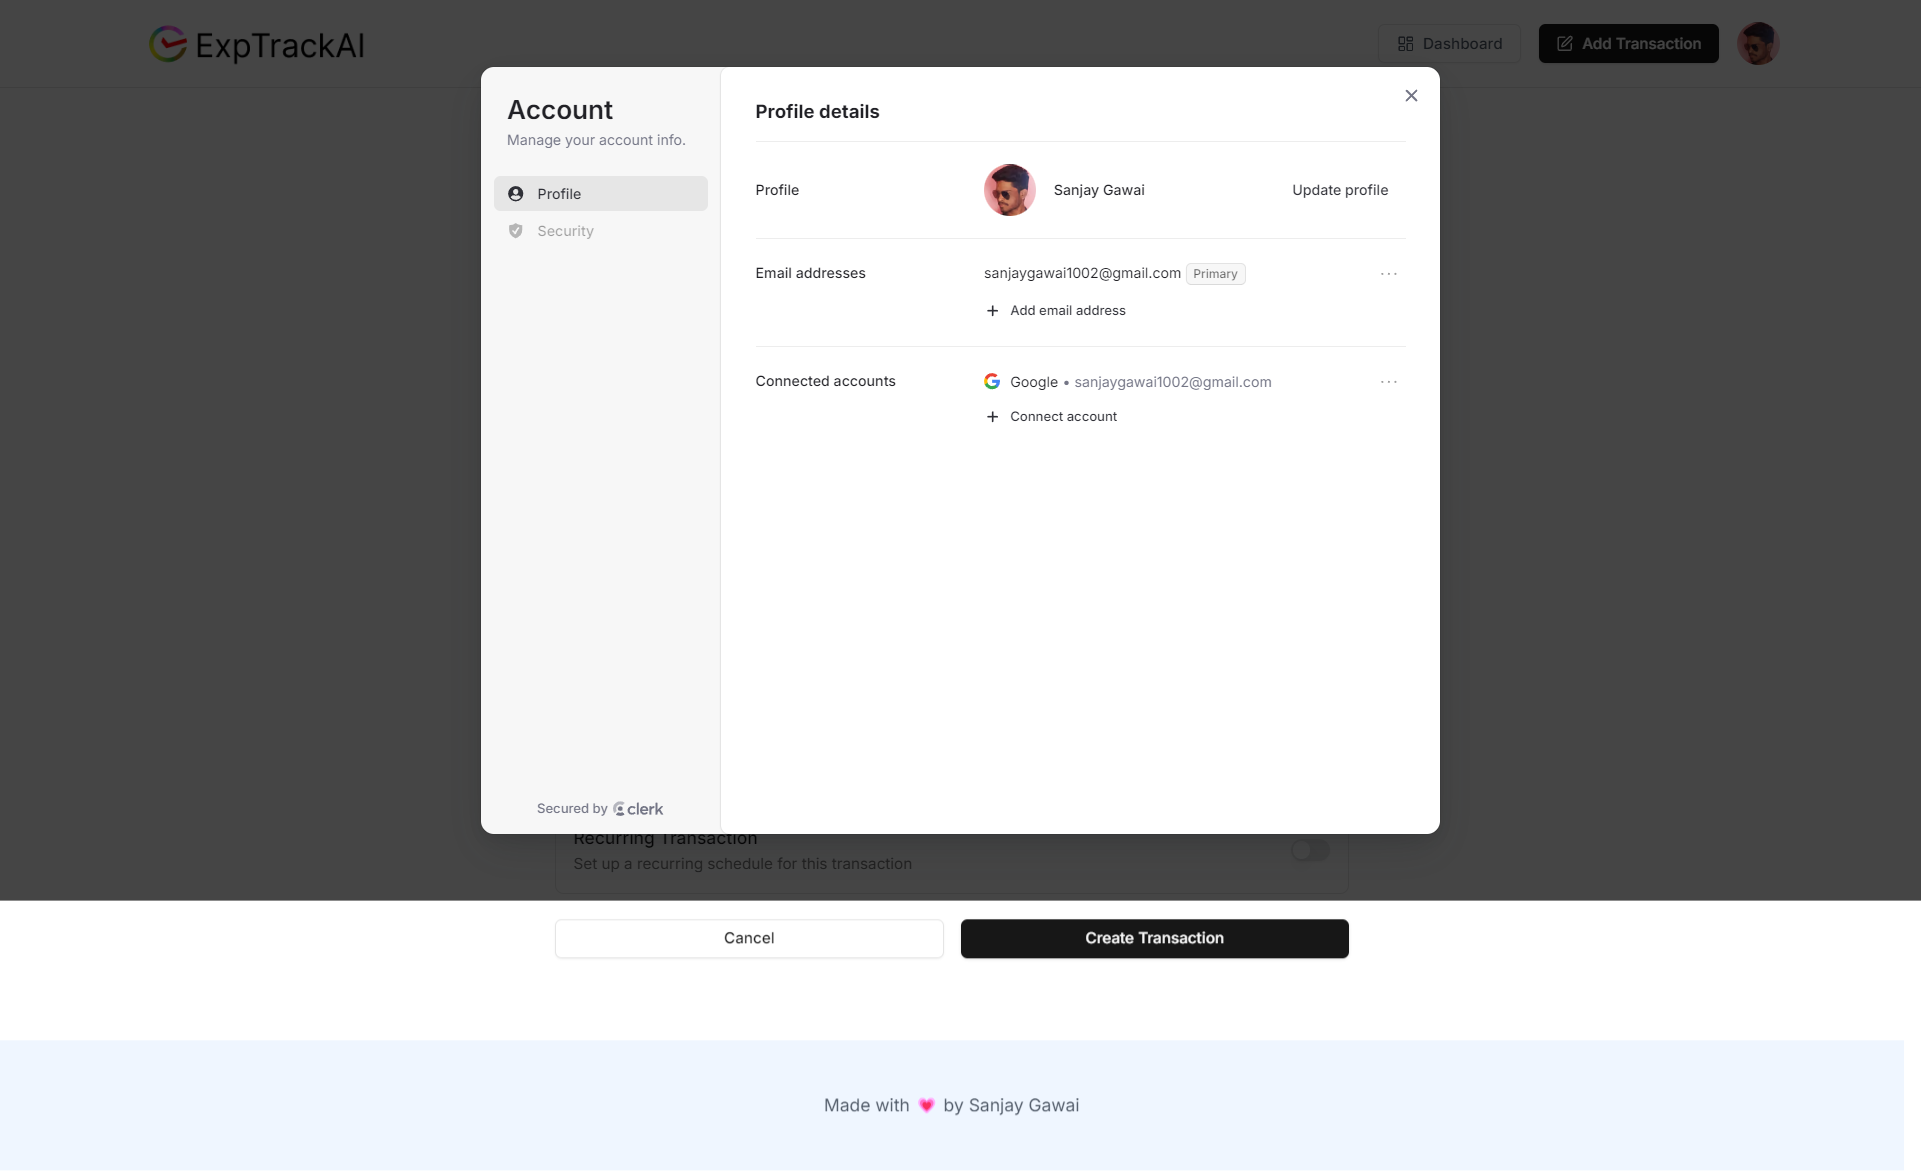 ExpTrackAI
Dashboard
Add Transaction
Account
Manage your account info.
Profile
Security
Secured by clerk
Profile details
Profile
Sanjay Gawai
Update profile
Email addresses
sanjaygawai1002@gmail.com Primary
+ Add email address
Connected accounts
Google • sanjaygawai1002@gmail.com
+ Connect account
Recurring Transaction
Set up a recurring schedule for this transaction
Cancel
Create Transaction
Made with 💗 by Sanjay Gawai